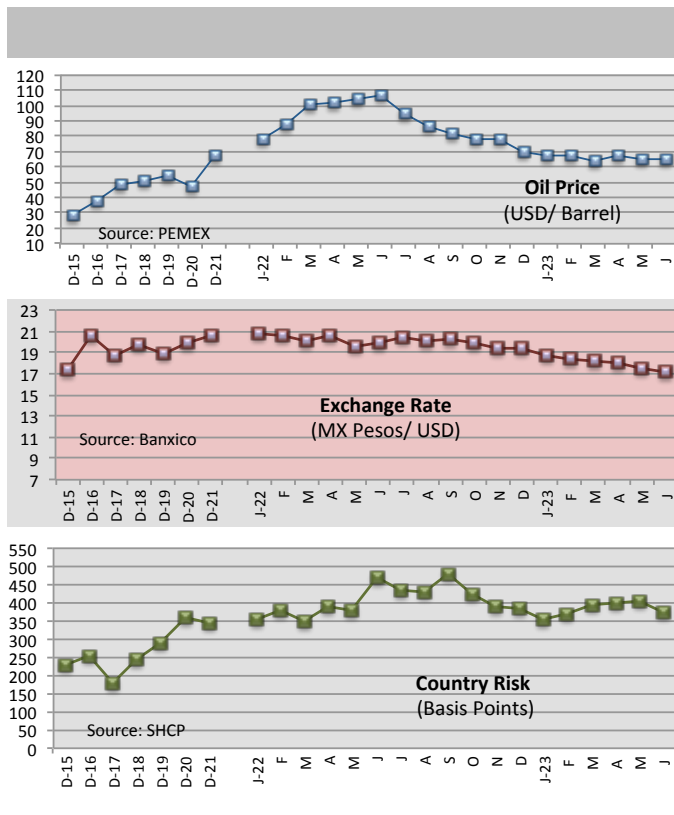 120
110
100
90
80
70
60
50
40
30
20
10
Oil Price
(USD/ Barrel)
Source: PEMEX
D-15 D-16 D-17 D-18 D-19 D-20 D-21 J-22 F M A M J J A S O N D J-23 F M A M J
23
21
19
17
15
13
11
9
7
Exchange Rate
(MX Pesos/ USD)
Source: Banxico
D-15 D-16 D-17 D-18 D-19 D-20 D-21 J-22 F M A M J J A S O N D J-23 F M A M J
550
500
450
400
350
300
250
200
150
100
50
0
Country Risk
(Basis Points)
Source: SHCP
D-15 D-16 D-17 D-18 D-19 D-20 D-21 J-22 F M A M J J A S O N D J-23 F M A M J